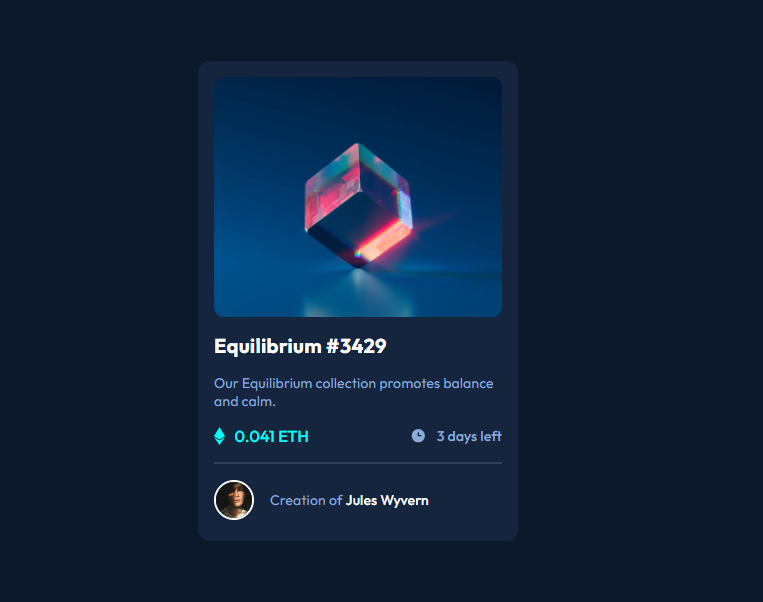 Equilibrium #3429
Our Equilibrium collection promotes balance
and calm.
0.041 ETH
3 days left
Creation of Jules Wyvern